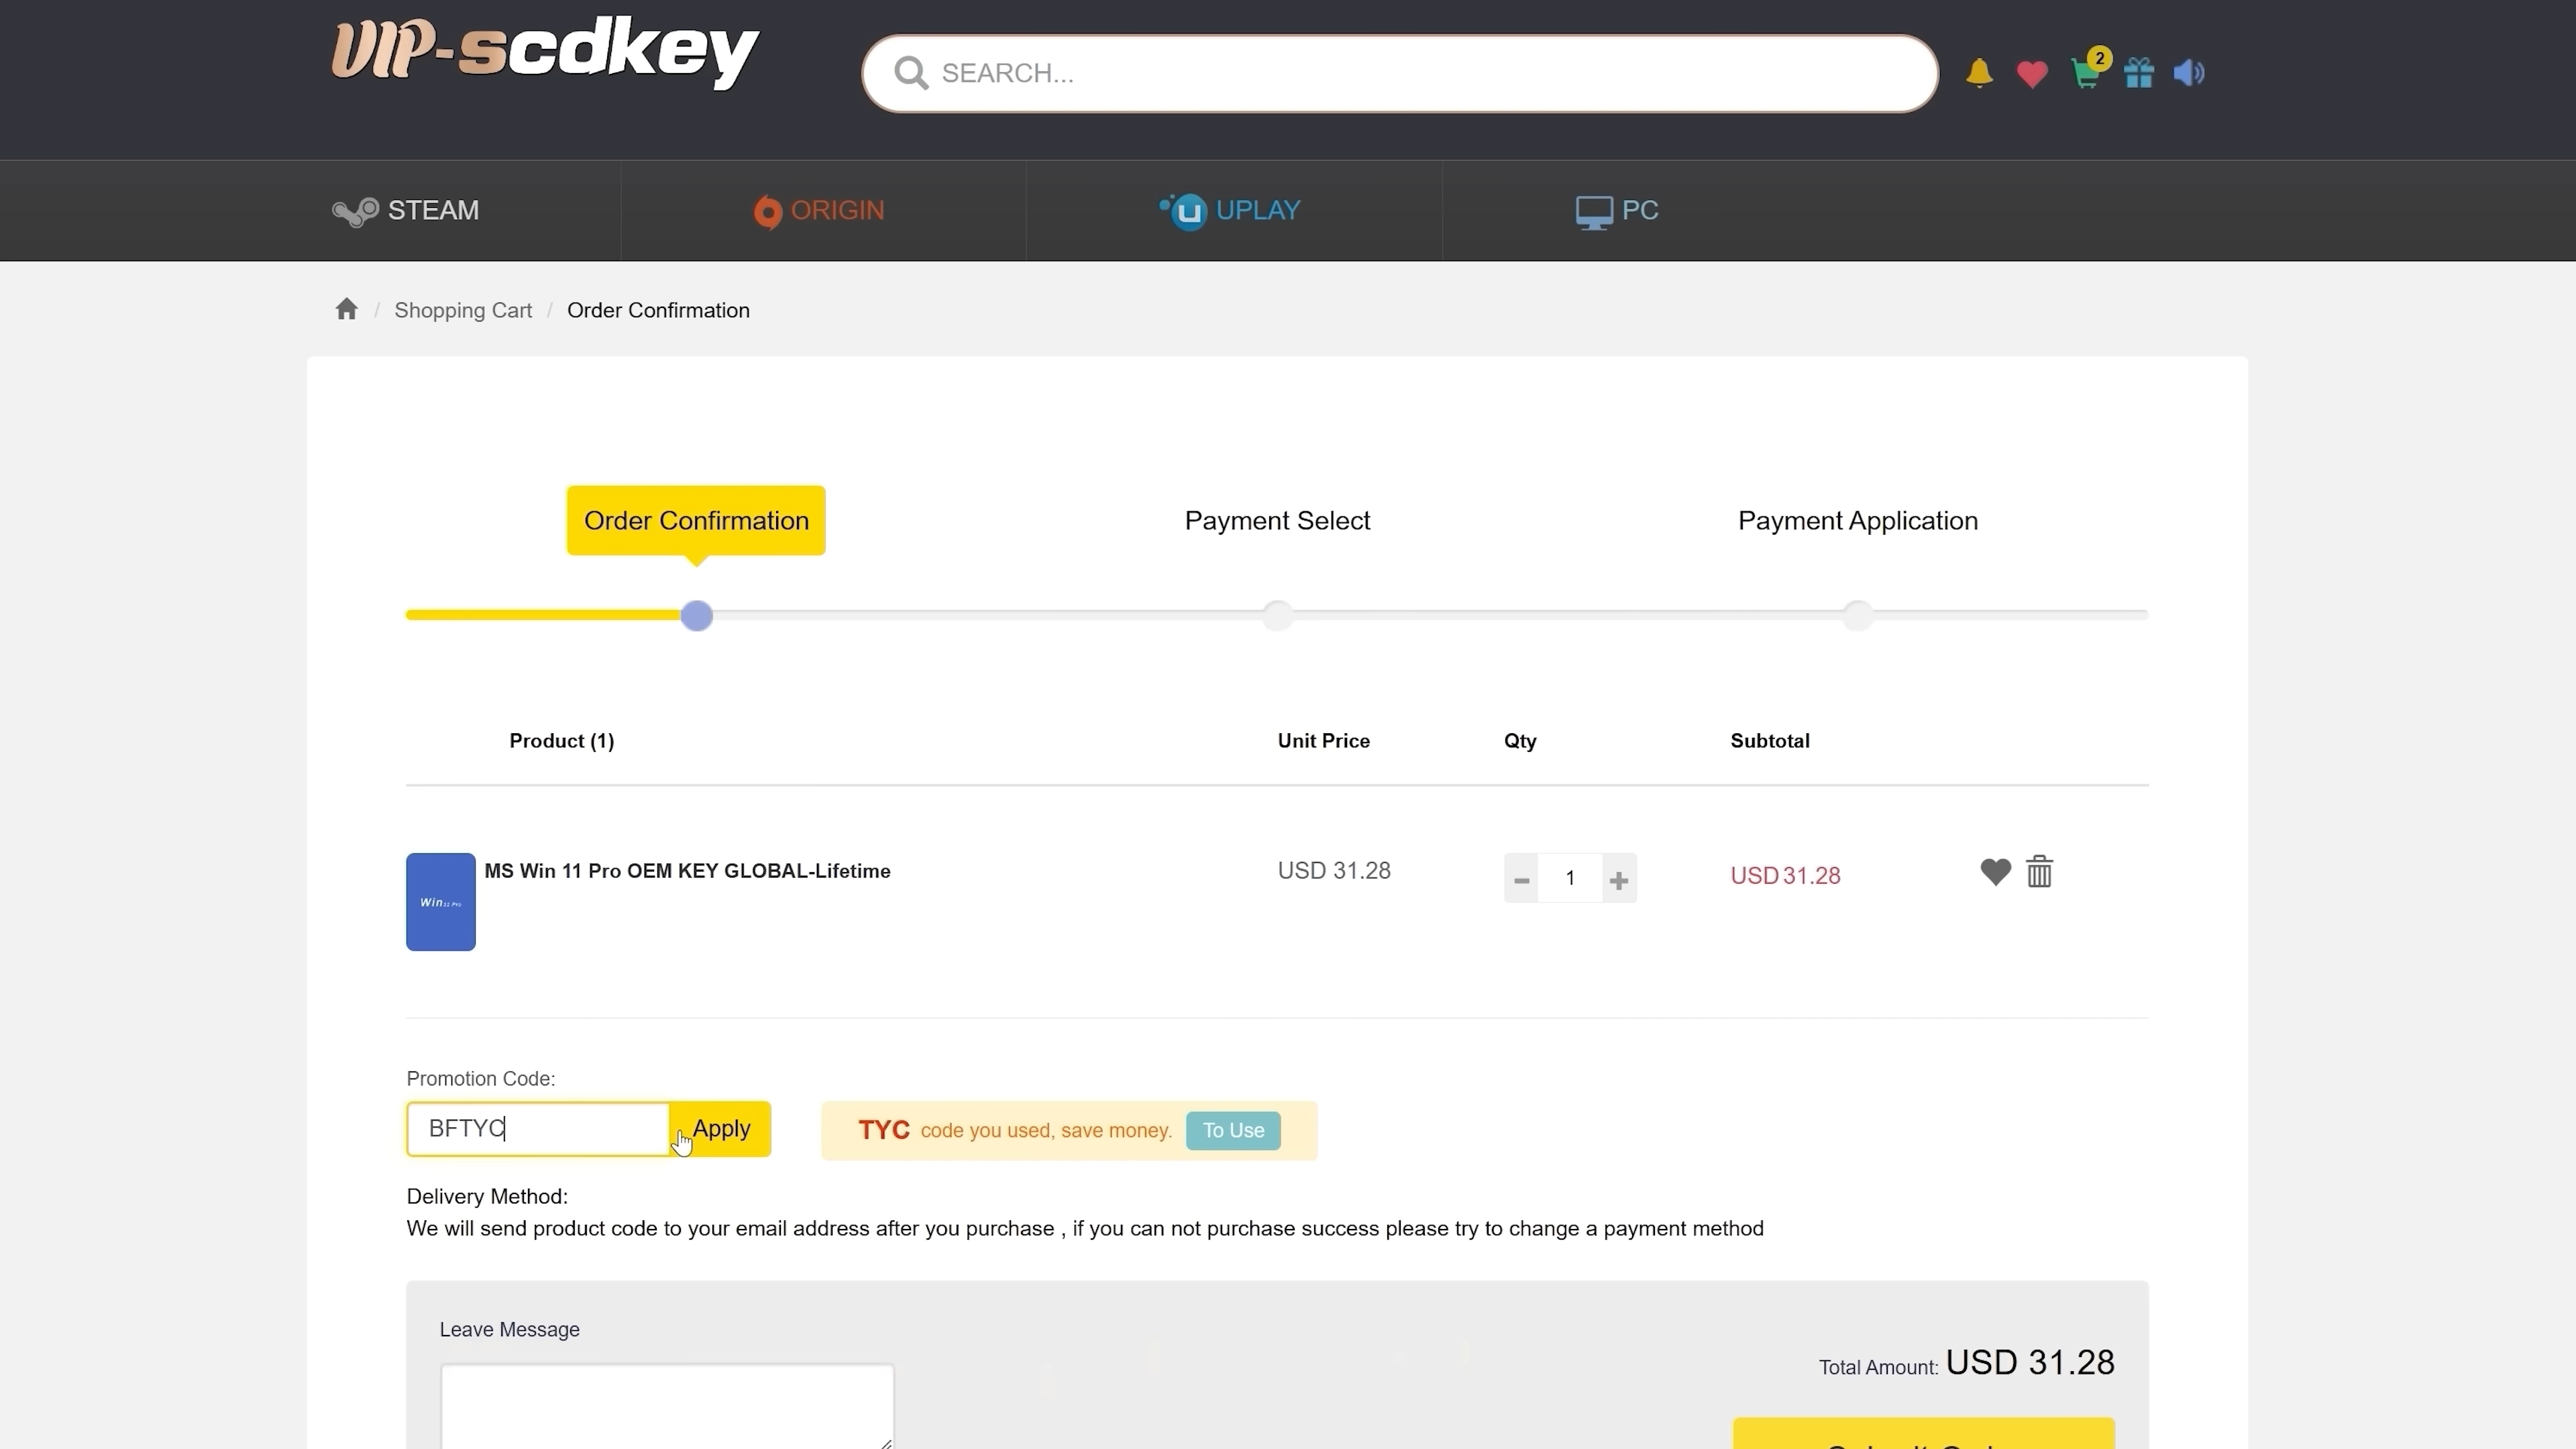 VIP-scdkey
SEARCH...
2
STEAM
ORIGIN
UPLAY
PC
/ Shopping Cart / Order Confirmation
Order Confirmation
Payment Select
Payment Application
Product (1)
Unit Price
Qty
Subtotal
MS Win 11 Pro OEM KEY GLOBAL-Lifetime
USD 31.28
1
USD 31.28
Win 11 Pro
Promotion Code:
BFTYC
Apply
TYC code you used, save money.
To Use
Delivery Method:
We will send product code to your email address after you purchase , if you can not purchase success please try to change a payment method
Leave Message
Total Amount: USD 31.28